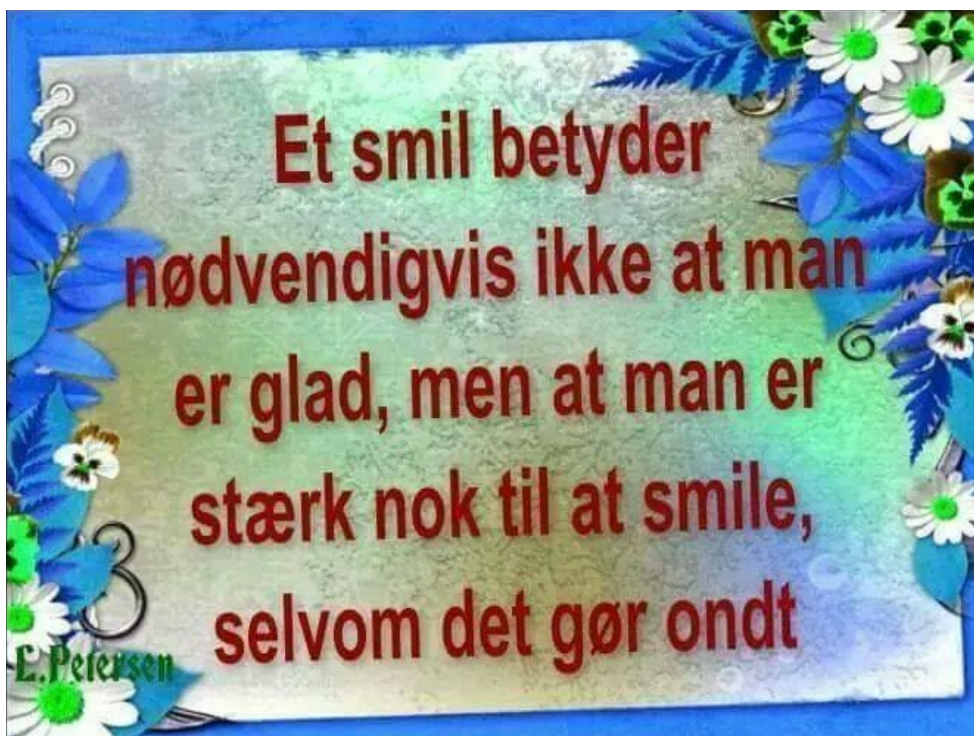 Et smil betyder
nødvendigvis ikke at man
er glad, men at man er
stærk nok til at smile,
selvom det gør ondt
E.Petersen